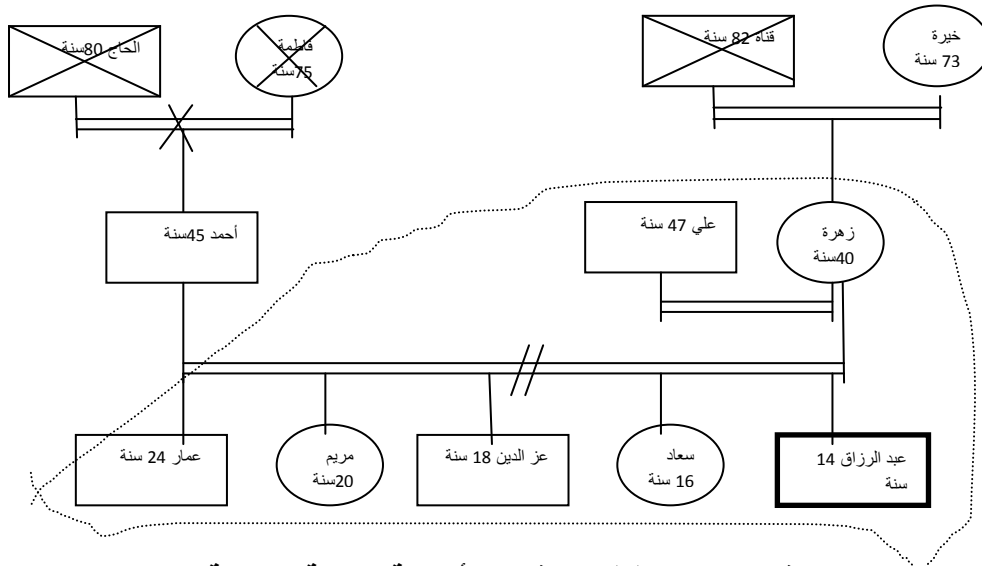 الحاج 80سنة
فاطمة
75سنة
قناة 82 سنة
خيرة
73 سنة
أحمد 45سنة
علي 47 سنة
زهرة
40سنة
عمار 24 سنة
مريم
20سنة
عز الدين 18 سنة
سعاد
16 سنة
عبد الرزاق 14
سنة